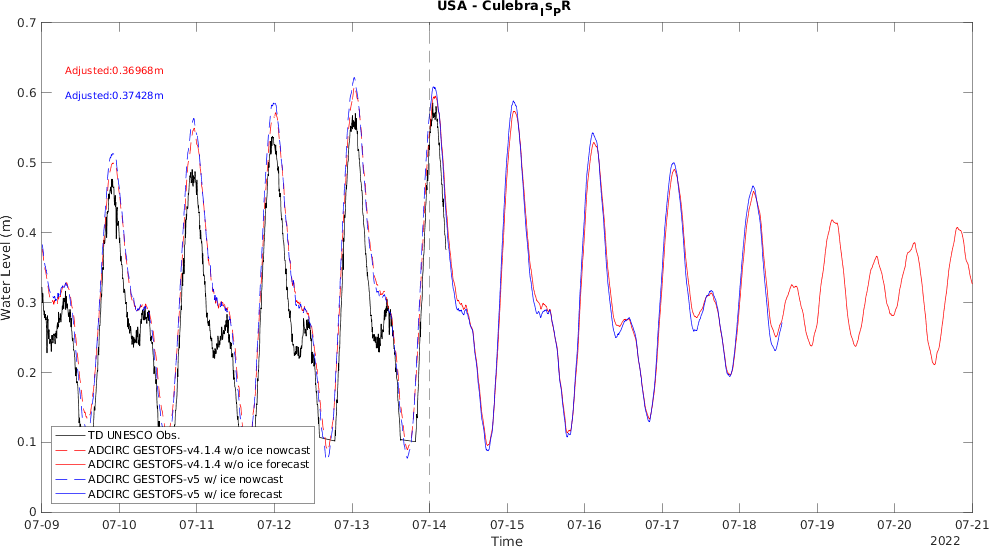 USA - Culebra_Is_PR
0.7
0.6
0.5
0.4
0.3
0.2
0.1
0
Water Level (m)
Adjusted:0.36968m
Adjusted:0.37428m
TD UNESCO Obs.
ADCIRC GESTOFS-v4.1.4 w/o ice nowcast
ADCIRC GESTOFS-v4.1.4 w/o ice forecast
ADCIRC GESTOFS-v5 w/ ice nowcast
ADCIRC GESTOFS-v5 w/ ice forecast
07-09 07-10 07-11 07-12 07-13 07-14 07-15 07-16 07-17 07-18 07-19 07-20 07-21
Time
2022